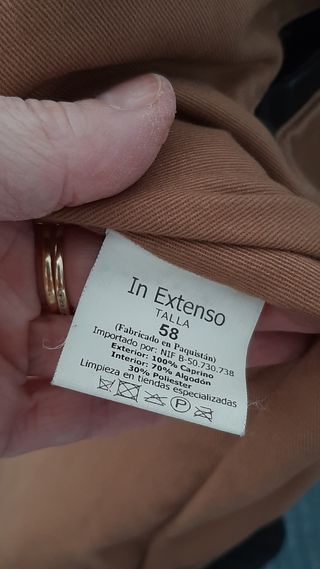 In Extenso
TALLA
58
(Fabricado en Paquistán)
Importado por: NIF B-50.730.738
Exterior: 100% Caprino
Interior: 70% Algodón
30% Poliester
Limpieza en tiendas especializadas
P